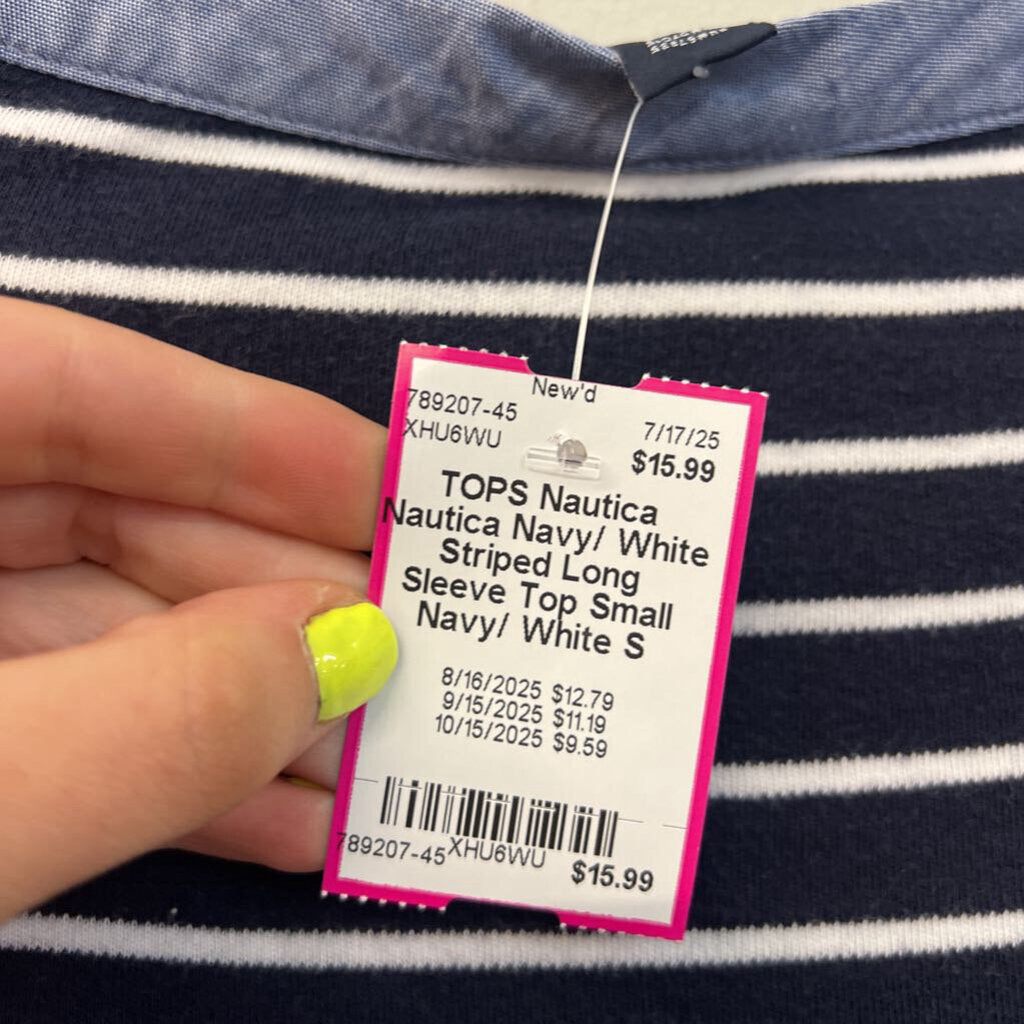 New'd
789207-45
XHU6WU
7/17/25
$15.99
TOPS Nautica
Nautica Navy/ White
Striped Long
Sleeve Top Small
Navy/ White S
8/16/2025 $12.79
9/15/2025 $11.19
10/15/2025 $9.59
789207-45 XHU6WU $15.99